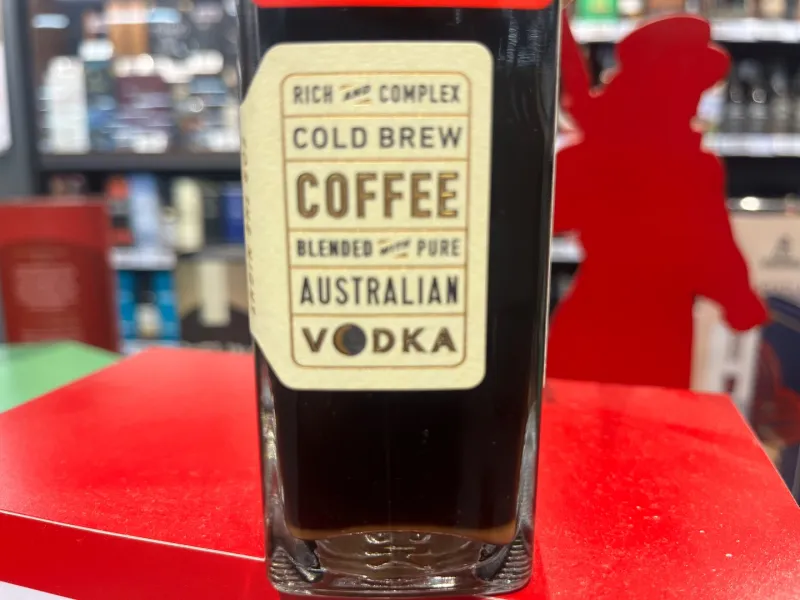 RICH AND COMPLEX
COLD BREW
COFFEE
BLENDED WITH PURE
AUSTRALIAN
VODKA